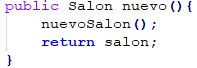 public Salon nuevo(){
nuevoSalon();
return salon;
}